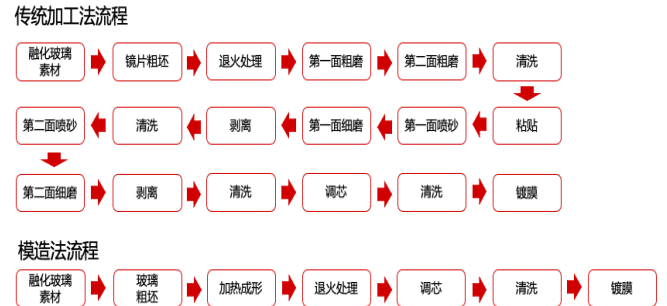 传统加工法流程
融化玻璃
素材
镜片粗坯
退火处理
第一面粗磨
第二面粗磨
清洗
第二面喷砂
清洗
剥离
第一面细磨
第一面喷砂
粘贴
第二面细磨
剥离
清洗
调芯
清洗
镀膜
模造法流程
融化玻璃
素材
玻璃
粗坯
加热成形
退火处理
调芯
清洗
镀膜